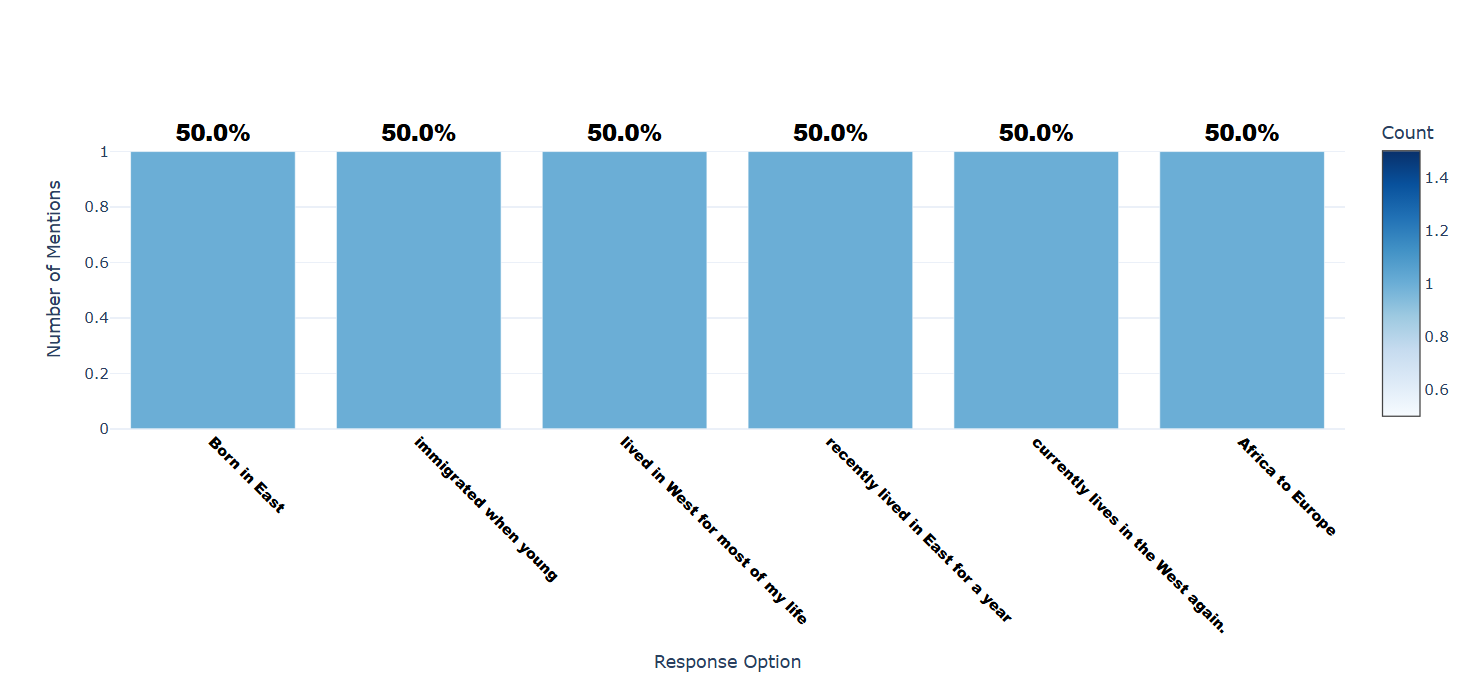 50.0% 50.0% 50.0% 50.0% 50.0% 50.0%
Count
1
0.8
0.6
0.4
0.2
0
Number of Mentions
1.4
1.2
1
0.8
0.6
Born in East
immigrated when young
lived in West for most of my life
recently lived in East for a year
currently lives in the West again.
Africa to Europe
Response Option